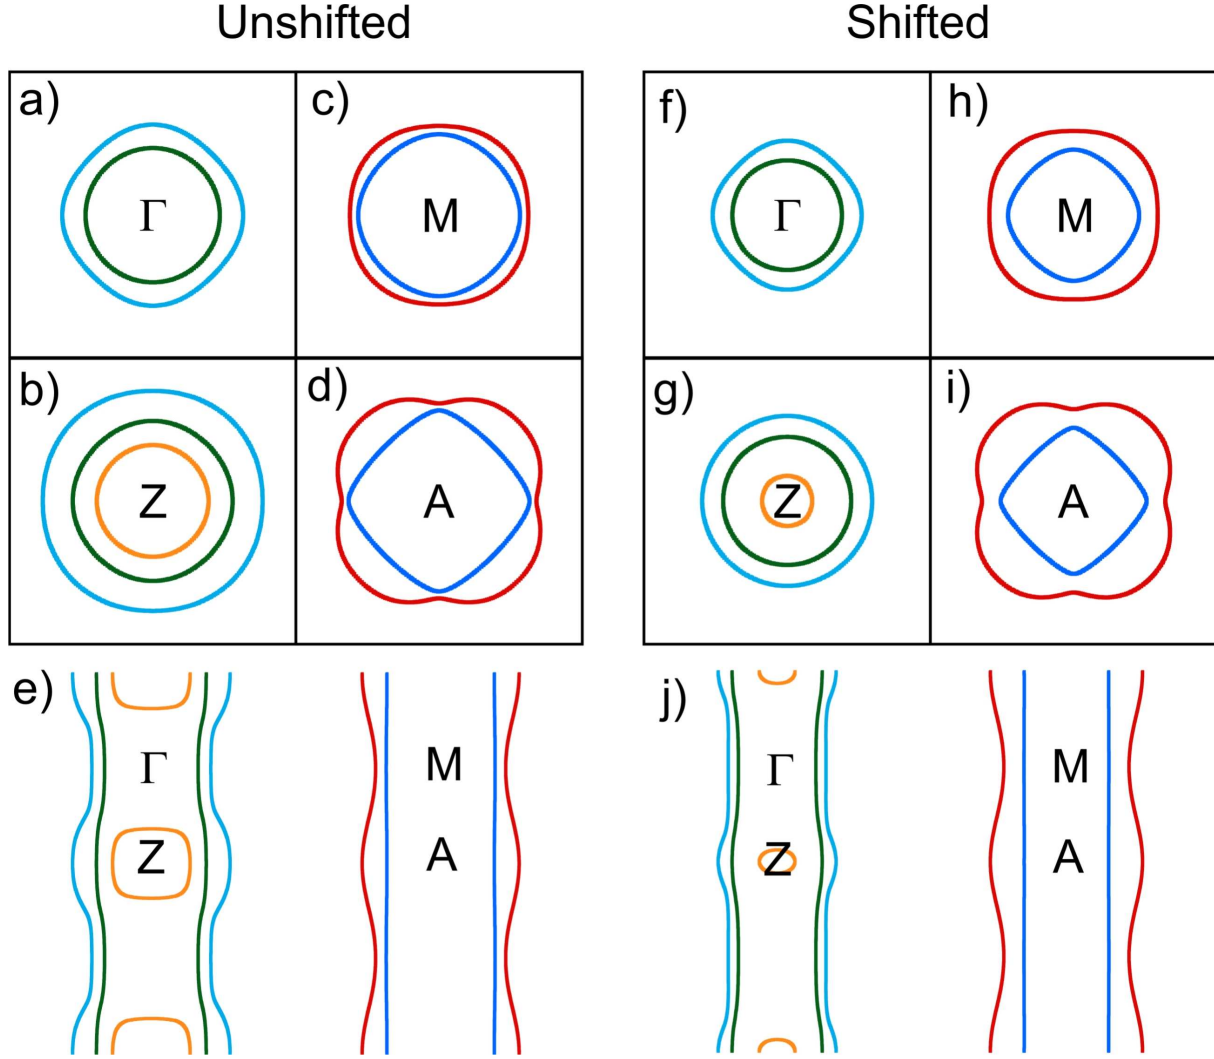 Unshifted
Shifted
a)
Γ
c)
M
f)
Γ
h)
M
b)
Z
d)
A
g)
Z
i)
A
e)
Γ
M
Z
A
j)
Γ
M
Z
A